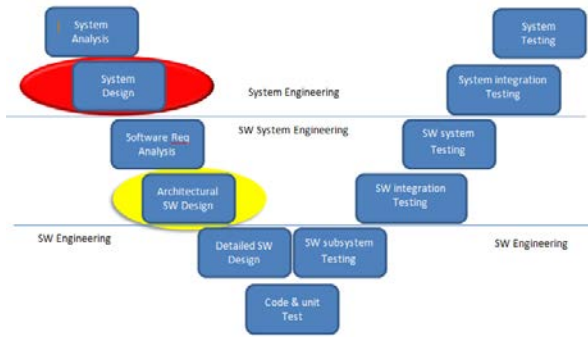 System
Analysis
System
Testing
System
Design
System integration
Testing
System Engineering
Software Req
Analysis
SW System Engineering
SW system
Testing
Architectural
SW Design
SW integration
Testing
SW Engineering
Detailed SW
Design
SW subsystem
Testing
SW Engineering
Code & unit
Test